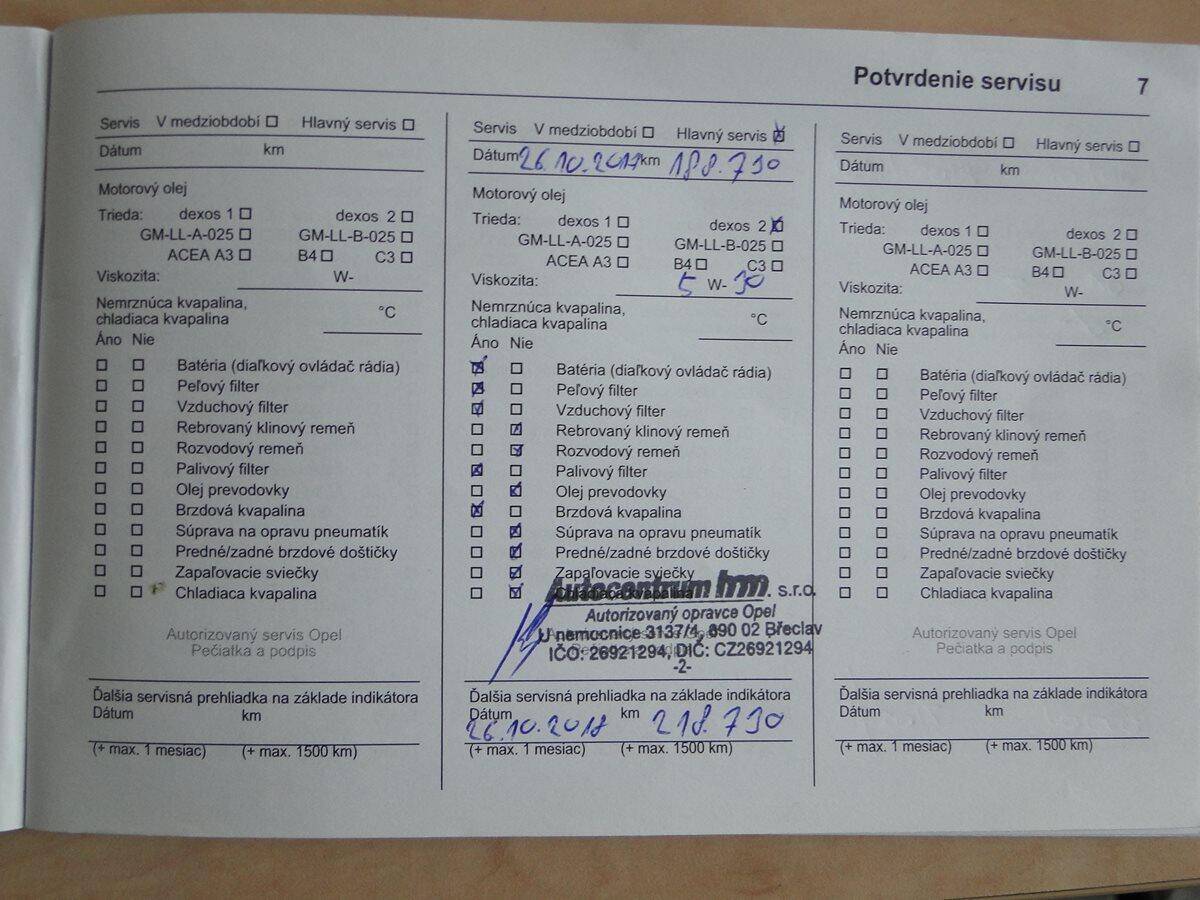 Potvrdenie servisu 7
Servis V medziobdobí Hlavný servis
Dátum km
Motorový olej
Trieda: dexos 1 dexos 2
GM-LL-A-025 GM-LL-B-025
ACEA A3 B4 C3
Viskozita: W-
Nemrznúca kvapalina,
chladiaca kvapalina °C
Áno Nie
Batéria (diaľkový ovládač rádia)
Peľový filter
Vzduchový filter
Rebrovaný klinový remeň
Rozvodový remeň
Palivový filter
Olej prevodovky
Brzdová kvapalina
Súprava na opravu pneumatík
Predné/zadné brzdové doštičky
Zapaľovacie sviečky
Chladiaca kvapalina
Autorizovaný servis Opel
Pečiatka a podpis
Ďalšia servisná prehliadka na základe indikátora
Dátum km
(+ max. 1 mesiac) (+ max. 1500 km)
Servis V medziobdobí Hlavný servis
Dátum 26.10.2017 km 188.730
Motorový olej
Trieda: dexos 1 dexos 2
GM-LL-A-025 GM-LL-B-025
ACEA A3 B4 C3
Viskozita: 5 W- 30
Nemrznúca kvapalina,
chladiaca kvapalina °C
Áno Nie
Batéria (diaľkový ovládač rádia)
Peľový filter
Vzduchový filter
Rebrovaný klinový remeň
Rozvodový remeň
Palivový filter
Olej prevodovky
Brzdová kvapalina
Súprava na opravu pneumatík
Predné/zadné brzdové doštičky
Zapaľovacie sviečky
Chladiaca kvapalina
Autocentrum hm. s.r.o.
Autorizovaný opravce Opel
U nemocnice 3137/1, 690 02 Břeclav
IČO: 26921294, DIČ: CZ26921294
-2-
Ďalšia servisná prehliadka na základe indikátora
Dátum km
26.10.2018 218.730
(+ max. 1 mesiac) (+ max. 1500 km)
Servis V medziobdobí Hlavný servis
Dátum km
Motorový olej
Trieda: dexos 1 dexos 2
GM-LL-A-025 GM-LL-B-025
ACEA A3 B4 C3
Viskozita: W-
Nemrznúca kvapalina,
chladiaca kvapalina °C
Áno Nie
Batéria (diaľkový ovládač rádia)
Peľový filter
Vzduchový filter
Rebrovaný klinový remeň
Rozvodový remeň
Palivový filter
Olej prevodovky
Brzdová kvapalina
Súprava na opravu pneumatík
Predné/zadné brzdové doštičky
Zapaľovacie sviečky
Chladiaca kvapalina
Autorizovaný servis Opel
Pečiatka a podpis
Ďalšia servisná prehliadka na základe indikátora
Dátum km
(+ max. 1 mesiac) (+ max. 1500 km)